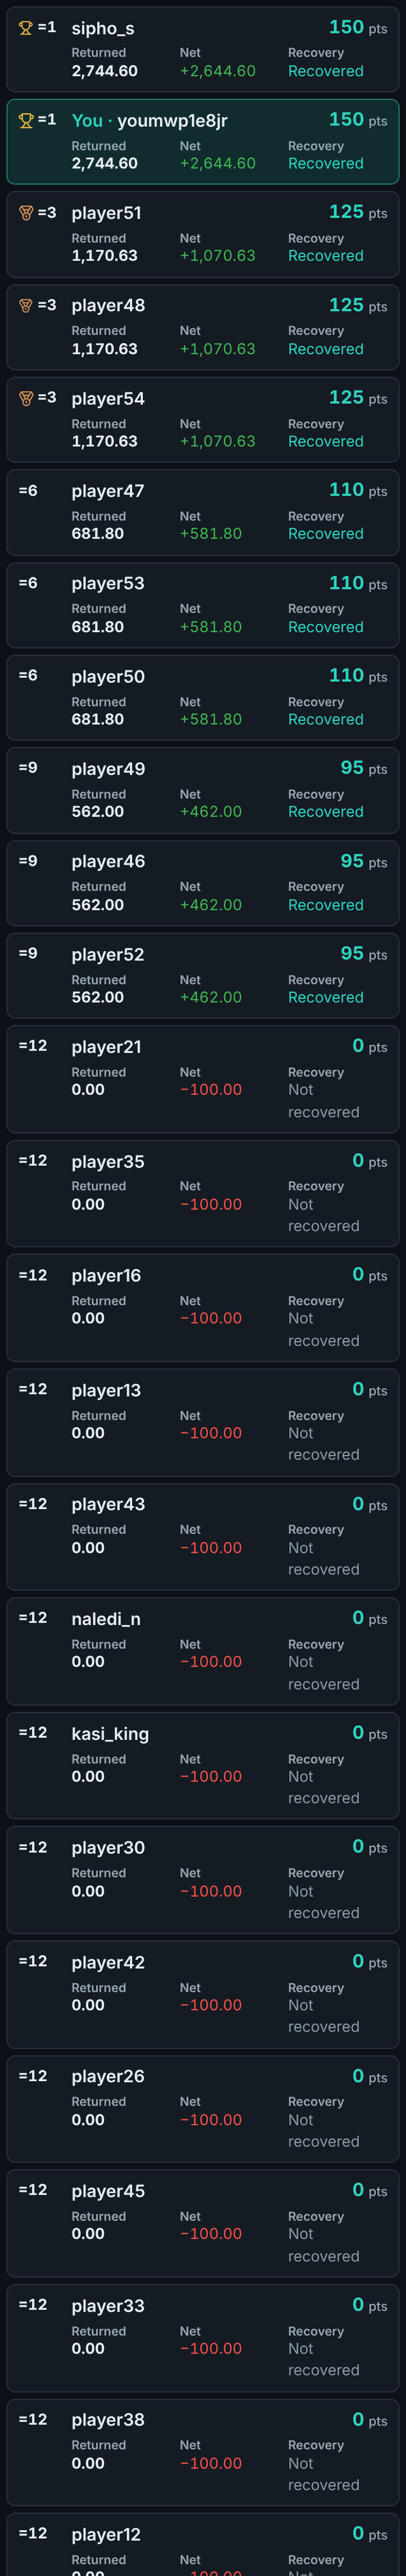 =1 sipho_s 150 pts
Returned Net Recovery
2,744.60 +2,644.60 Recovered
=1 You · youmwp1e8jr 150 pts
Returned Net Recovery
2,744.60 +2,644.60 Recovered
=3 player51 125 pts
Returned Net Recovery
1,170.63 +1,070.63 Recovered
=3 player48 125 pts
Returned Net Recovery
1,170.63 +1,070.63 Recovered
=3 player54 125 pts
Returned Net Recovery
1,170.63 +1,070.63 Recovered
=6 player47 110 pts
Returned Net Recovery
681.80 +581.80 Recovered
=6 player53 110 pts
Returned Net Recovery
681.80 +581.80 Recovered
=6 player50 110 pts
Returned Net Recovery
681.80 +581.80 Recovered
=9 player49 95 pts
Returned Net Recovery
562.00 +462.00 Recovered
=9 player46 95 pts
Returned Net Recovery
562.00 +462.00 Recovered
=9 player52 95 pts
Returned Net Recovery
562.00 +462.00 Recovered
=12 player21 0 pts
Returned Net Recovery
0.00 −100.00 Not
recovered
=12 player35 0 pts
Returned Net Recovery
0.00 −100.00 Not
recovered
=12 player16 0 pts
Returned Net Recovery
0.00 −100.00 Not
recovered
=12 player13 0 pts
Returned Net Recovery
0.00 −100.00 Not
recovered
=12 player43 0 pts
Returned Net Recovery
0.00 −100.00 Not
recovered
=12 naledi_n 0 pts
Returned Net Recovery
0.00 −100.00 Not
recovered
=12 kasi_king 0 pts
Returned Net Recovery
0.00 −100.00 Not
recovered
=12 player30 0 pts
Returned Net Recovery
0.00 −100.00 Not
recovered
=12 player42 0 pts
Returned Net Recovery
0.00 −100.00 Not
recovered
=12 player26 0 pts
Returned Net Recovery
0.00 −100.00 Not
recovered
=12 player45 0 pts
Returned Net Recovery
0.00 −100.00 Not
recovered
=12 player33 0 pts
Returned Net Recovery
0.00 −100.00 Not
recovered
=12 player38 0 pts
Returned Net Recovery
0.00 −100.00 Not
recovered
=12 player12 0 pts
Returned Net Recovery